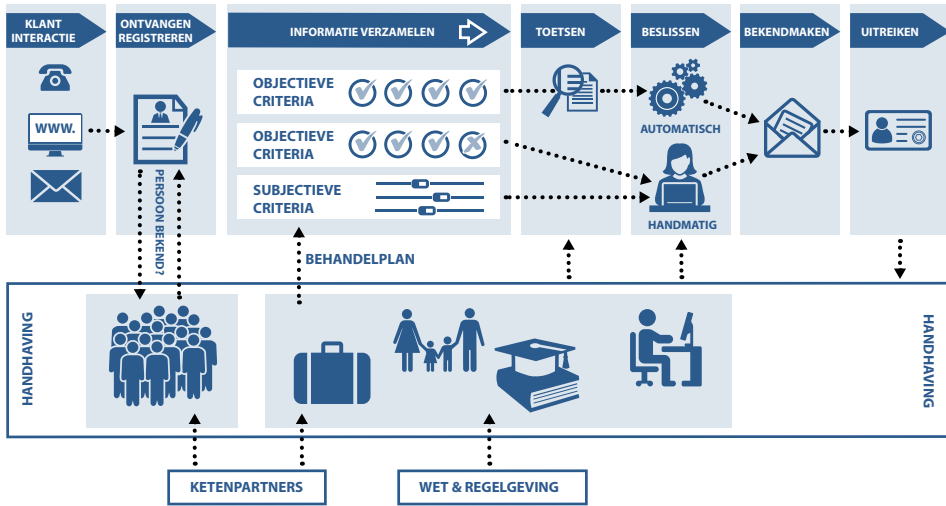 KLANT
INTERACTIE
ONTVANGEN
REGISTREREN
INFORMATIE VERZAMELEN
TOETSEN
BESLISSEN
BEKENDMAKEN
UITREIKEN
WWW.
OBJECTIEVE
CRITERIA
OBJECTIEVE
CRITERIA
SUBJECTIEVE
CRITERIA
AUTOMATISCH
HANDMATIG
PERSOON BEKEND?
BEHANDELPLAN
HANDHAVING
HANDHAVING
KETENPARTNERS
WET & REGELGEVING